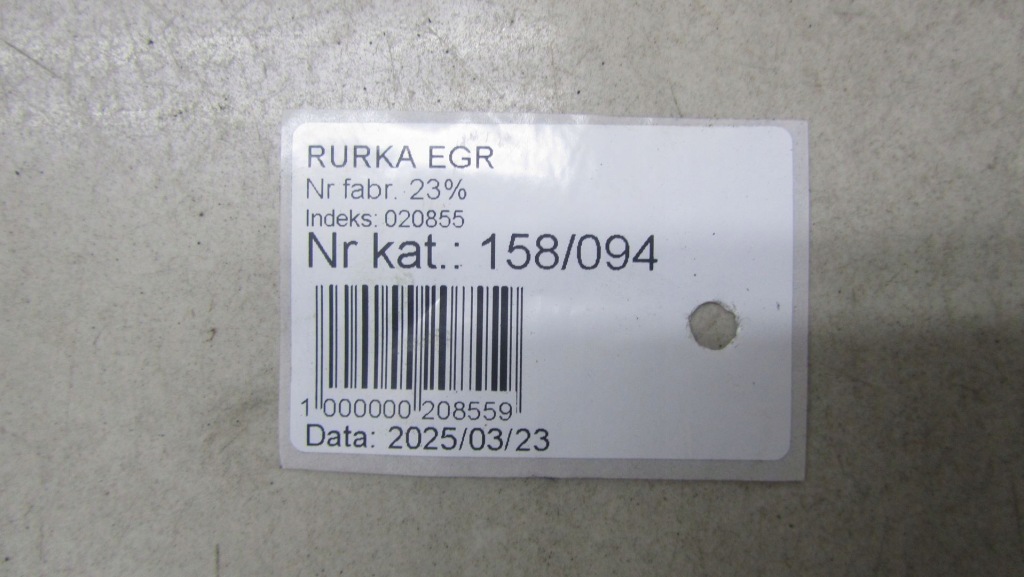 RURKA EGR
Nr fabr. 23%
Indeks: 020855
Nr kat.: 158/094
1 000000 208559
Data: 2025/03/23